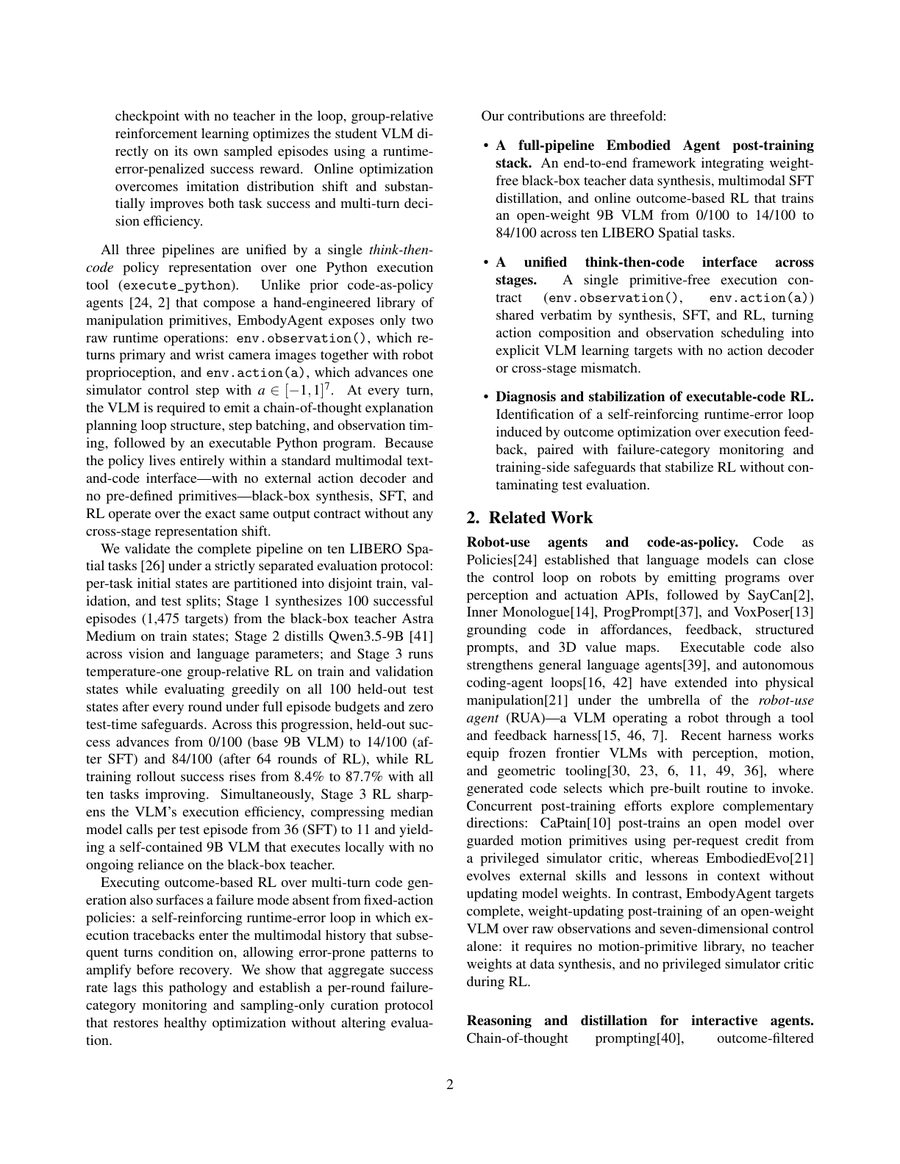 checkpoint with no teacher in the loop, group-relative
reinforcement learning optimizes the student VLM di-
rectly on its own sampled episodes using a runtime-
error-penalized success reward. Online optimization
overcomes imitation distribution shift and substan-
tially improves both task success and multi-turn deci-
sion efficiency.
All three pipelines are unified by a single think-then-
code policy representation over one Python execution
tool (execute_python). Unlike prior code-as-policy
agents [24, 2] that compose a hand-engineered library of
manipulation primitives, EmbodyAgent exposes only two
raw runtime operations: env.observation(), which re-
turns primary and wrist camera images together with robot
proprioception, and env.action(a), which advances one
simulator control step with a ∈ [−1,1]⁷. At every turn,
the VLM is required to emit a chain-of-thought explanation
planning loop structure, step batching, and observation tim-
ing, followed by an executable Python program. Because
the policy lives entirely within a standard multimodal text-
and-code interface—with no external action decoder and
no pre-defined primitives—black-box synthesis, SFT, and
RL operate over the exact same output contract without any
cross-stage representation shift.
We validate the complete pipeline on ten LIBERO Spa-
tial tasks [26] under a strictly separated evaluation protocol:
per-task initial states are partitioned into disjoint train, val-
idation, and test splits; Stage 1 synthesizes 100 successful
episodes (1,475 targets) from the black-box teacher Astra
Medium on train states; Stage 2 distills Qwen3.5-9B [41]
across vision and language parameters; and Stage 3 runs
temperature-one group-relative RL on train and validation
states while evaluating greedily on all 100 held-out test
states after every round under full episode budgets and zero
test-time safeguards. Across this progression, held-out suc-
cess advances from 0/100 (base 9B VLM) to 14/100 (af-
ter SFT) and 84/100 (after 64 rounds of RL), while RL
training rollout success rises from 8.4% to 87.7% with all
ten tasks improving. Simultaneously, Stage 3 RL sharp-
ens the VLM's execution efficiency, compressing median
model calls per test episode from 36 (SFT) to 11 and yield-
ing a self-contained 9B VLM that executes locally with no
ongoing reliance on the black-box teacher.
Executing outcome-based RL over multi-turn code gen-
eration also surfaces a failure mode absent from fixed-action
policies: a self-reinforcing runtime-error loop in which ex-
ecution tracebacks enter the multimodal history that subse-
quent turns condition on, allowing error-prone patterns to
amplify before recovery. We show that aggregate success
rate lags this pathology and establish a per-round failure-
category monitoring and sampling-only curation protocol
that restores healthy optimization without altering evalua-
tion.
Our contributions are threefold:
• A full-pipeline Embodied Agent post-training
stack. An end-to-end framework integrating weight-
free black-box teacher data synthesis, multimodal SFT
distillation, and online outcome-based RL that trains
an open-weight 9B VLM from 0/100 to 14/100 to
84/100 across ten LIBERO Spatial tasks.
• A unified think-then-code interface across
stages. A single primitive-free execution con-
tract (env.observation(), env.action(a))
shared verbatim by synthesis, SFT, and RL, turning
action composition and observation scheduling into
explicit VLM learning targets with no action decoder
or cross-stage mismatch.
• Diagnosis and stabilization of executable-code RL.
Identification of a self-reinforcing runtime-error loop
induced by outcome optimization over execution feed-
back, paired with failure-category monitoring and
training-side safeguards that stabilize RL without con-
taminating test evaluation.
2. Related Work
Robot-use agents and code-as-policy. Code as
Policies[24] established that language models can close
the control loop on robots by emitting programs over
perception and actuation APIs, followed by SayCan[2],
Inner Monologue[14], ProgPrompt[37], and VoxPoser[13]
grounding code in affordances, feedback, structured
prompts, and 3D value maps. Executable code also
strengthens general language agents[39], and autonomous
coding-agent loops[16, 42] have extended into physical
manipulation[21] under the umbrella of the robot-use
agent (RUA)—a VLM operating a robot through a tool
and feedback harness[15, 46, 7]. Recent harness works
equip frozen frontier VLMs with perception, motion,
and geometric tooling[30, 23, 6, 11, 49, 36], where
generated code selects which pre-built routine to invoke.
Concurrent post-training efforts explore complementary
directions: CaPtain[10] post-trains an open model over
guarded motion primitives using per-request credit from
a privileged simulator critic, whereas EmbodiedEvo[21]
evolves external skills and lessons in context without
updating model weights. In contrast, EmbodyAgent targets
complete, weight-updating post-training of an open-weight
VLM over raw observations and seven-dimensional control
alone: it requires no motion-primitive library, no teacher
weights at data synthesis, and no privileged simulator critic
during RL.
Reasoning and distillation for interactive agents.
Chain-of-thought prompting[40], outcome-filtered
2